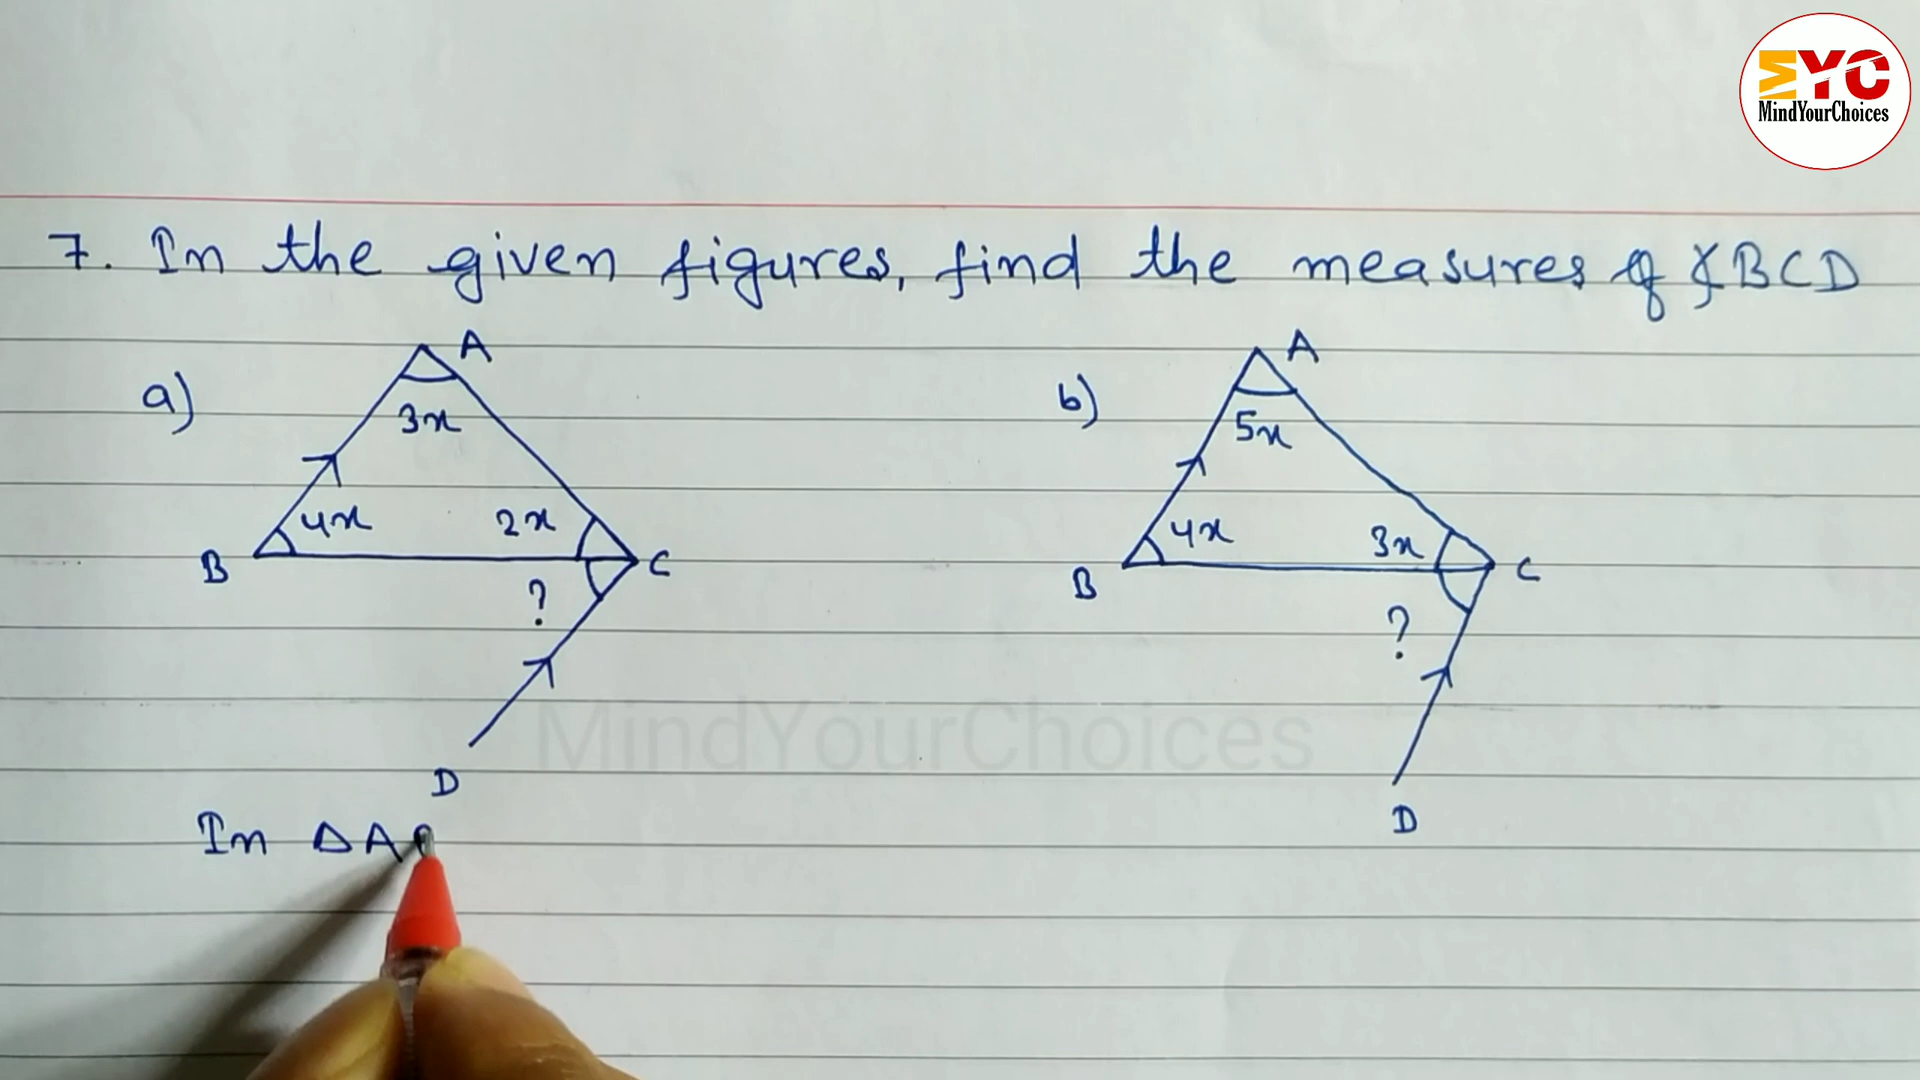 MYC
MindYourChoices
7. In the given figures, find the measures of ∡BCD
a)
A
3x
4x
2x
B
C
?
D
b)
A
5x
4x
3x
B
C
?
D
MindYourChoices
In ΔA